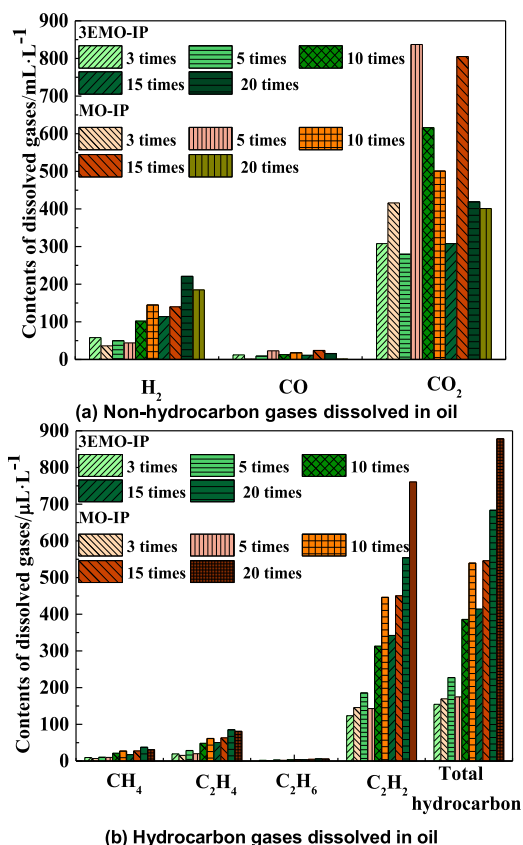 900
800
700
600
500
400
300
200
100
0
Contents of dissolved gases/mL·L⁻¹
3EMO-IP
3 times 5 times 10 times
15 times 20 times
MO-IP
3 times 5 times 10 times
15 times 20 times
H₂ CO CO₂
(a) Non-hydrocarbon gases dissolved in oil
900
800
700
600
500
400
300
200
100
0
Contents of dissolved gases/μL·L⁻¹
3EMO-IP
3 times 5 times 10 times
15 times 20 times
MO-IP
3 times 5 times 10 times
15 times 20 times
CH₄ C₂H₄ C₂H₆ C₂H₂ Total
hydrocarbon
(b) Hydrocarbon gases dissolved in oil